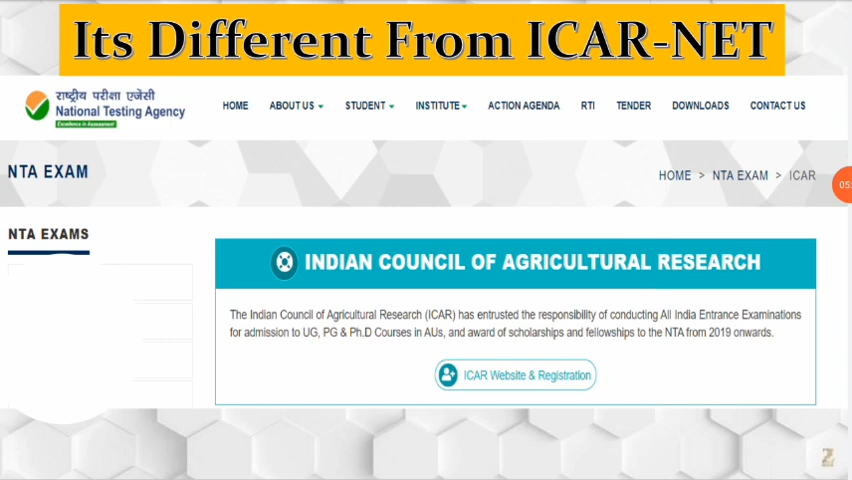 Its Different From ICAR-NET
राष्ट्रीय परीक्षा एजेंसी
National Testing Agency
Excellence in Assessment
HOME ABOUT US STUDENT INSTITUTE ACTION AGENDA RTI TENDER DOWNLOADS CONTACT US
NTA EXAM
HOME > NTA EXAM > ICAR
05:
NTA EXAMS
INDIAN COUNCIL OF AGRICULTURAL RESEARCH
The Indian Council of Agricultural Research (ICAR) has entrusted the responsibility of conducting All India Entrance Examinations
for admission to UG, PG & Ph.D Courses in AUs, and award of scholarships and fellowships to the NTA from 2019 onwards.
ICAR Website & Registration